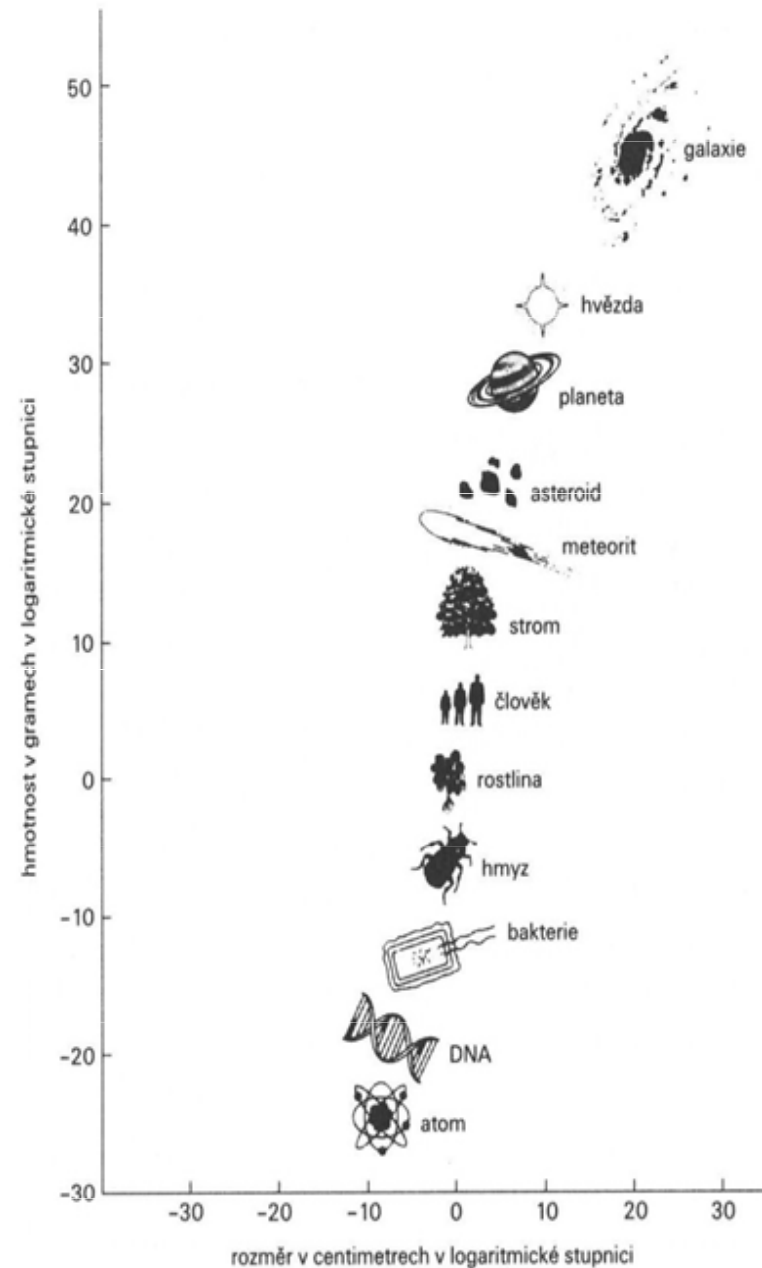 50
galaxie
40
hvězda
30
planeta
asteroid
20
meteorit
strom
10
člověk
0
rostlina
hmyz
-10
bakterie
DNA
-20
atom
-30
-30 -20 -10 0 10 20 30
rozměr v centimetrech v logaritmické stupnici
hmotnost v gramech v logaritmické stupnici